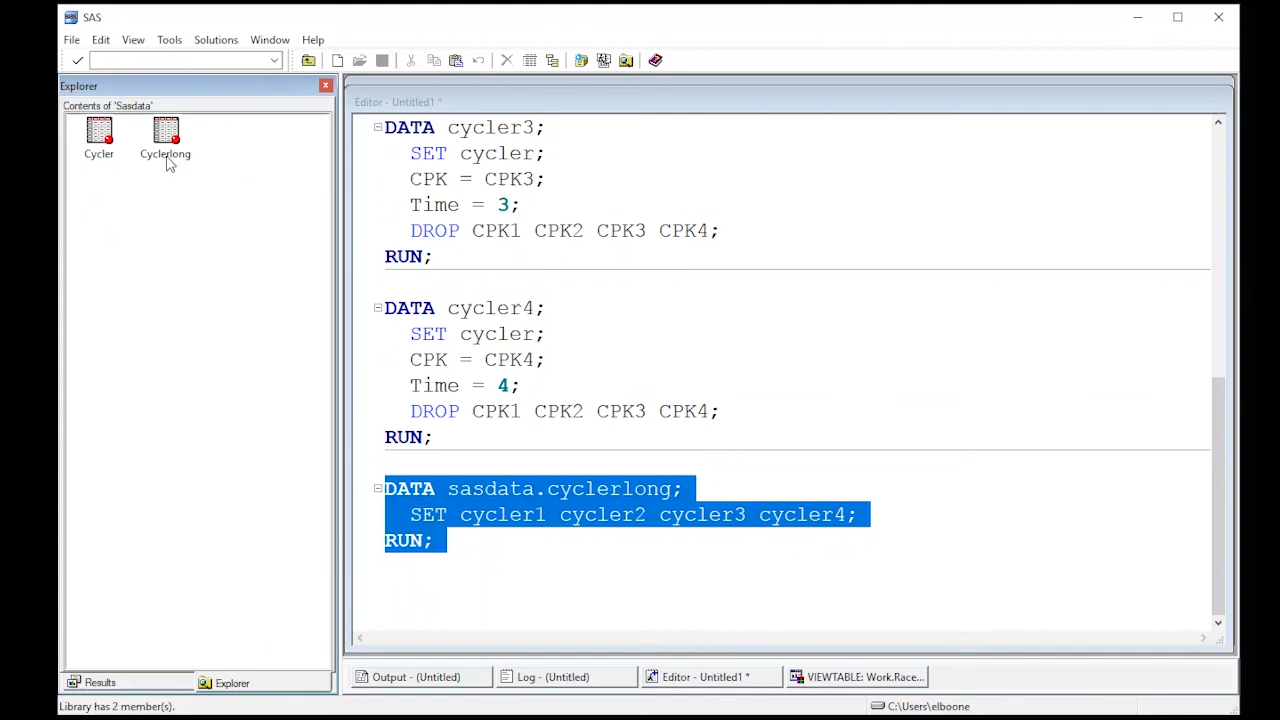 SAS
File Edit View Tools Solutions Window Help
Explorer
Contents of 'Sasdata'
Cycler Cyclerlong
Editor - Untitled1 *
DATA cycler3;
SET cycler;
CPK = CPK3;
Time = 3;
DROP CPK1 CPK2 CPK3 CPK4;
RUN;
DATA cycler4;
SET cycler;
CPK = CPK4;
Time = 4;
DROP CPK1 CPK2 CPK3 CPK4;
RUN;
DATA sasdata.cyclerlong;
SET cycler1 cycler2 cycler3 cycler4;
RUN;
Results Explorer
Output - (Untitled) Log - (Untitled) Editor - Untitled1 * VIEWTABLE: Work.Race...
Library has 2 member(s). C:\Users\elboone